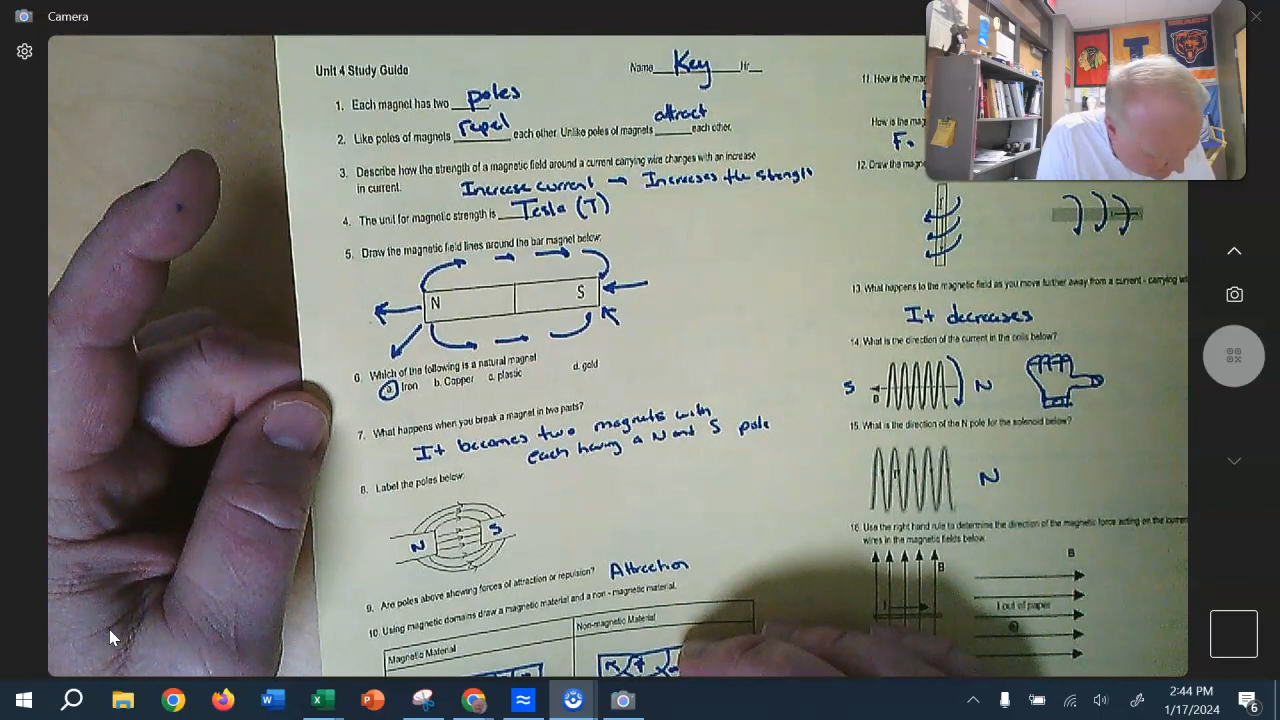 Camera
Unit 4 Study Guide
Name Key Hr
1. Each magnet has two poles
2. Like poles of magnets repel each other. Unlike poles of magnets attract each other.
3. Describe how the strength of a magnetic field around a current carrying wire changes with an increase
in current. Increase current → Increases the strength
4. The unit for magnetic strength is Tesla (T)
5. Draw the magnetic field lines around the bar magnet below.
N S
6. Which of the following is a natural magnet
a. Iron b. Copper c. plastic d. gold
7. What happens when you break a magnet in two parts?
It becomes two magnets with
each having a N and S pole
8. Label the poles below.
N S
9. Are poles above showing forces of attraction or repulsion? Attraction
10. Using magnetic domains draw a magnetic material and a non - magnetic material.
Magnetic Material Non-magnetic Material
11. How is the mag
How is the mag
F.
12. Draw the magne
13. What happens to the magnetic field as you move further away from a current - carrying wi
It decreases
14. What is the direction of the current in the coils below?
S B N
15. What is the direction of the N pole for the solenoid below?
N
16. Use the right hand rule to determine the direction of the magnetic force acting on the
wires in the magnetic fields below.
B B
I I out of paper
BEARS
2:44 PM
1/17/2024
6